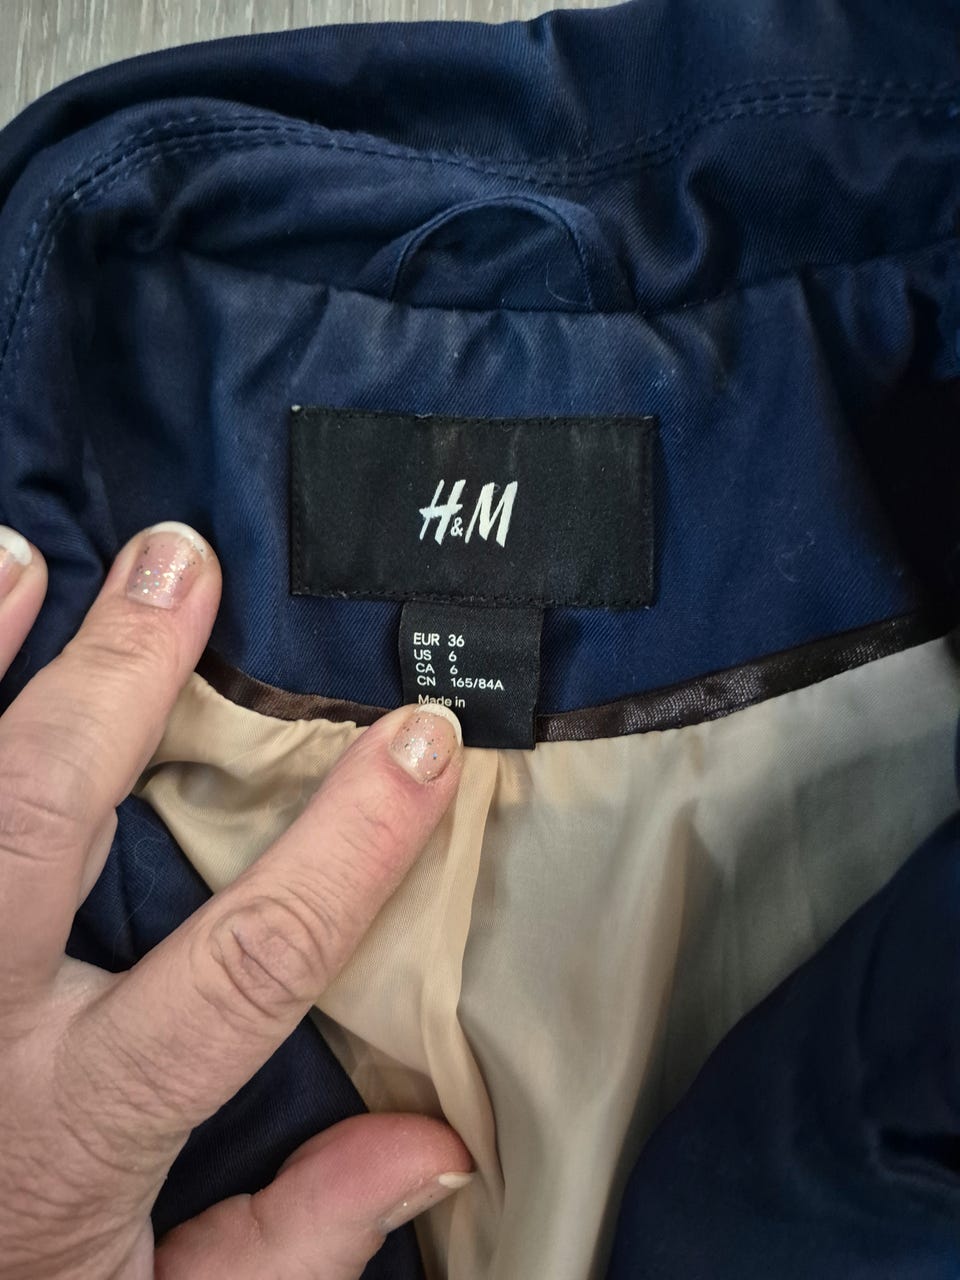 H&M
EUR 36
US 6
CA 6
CN 165/84A
Made in